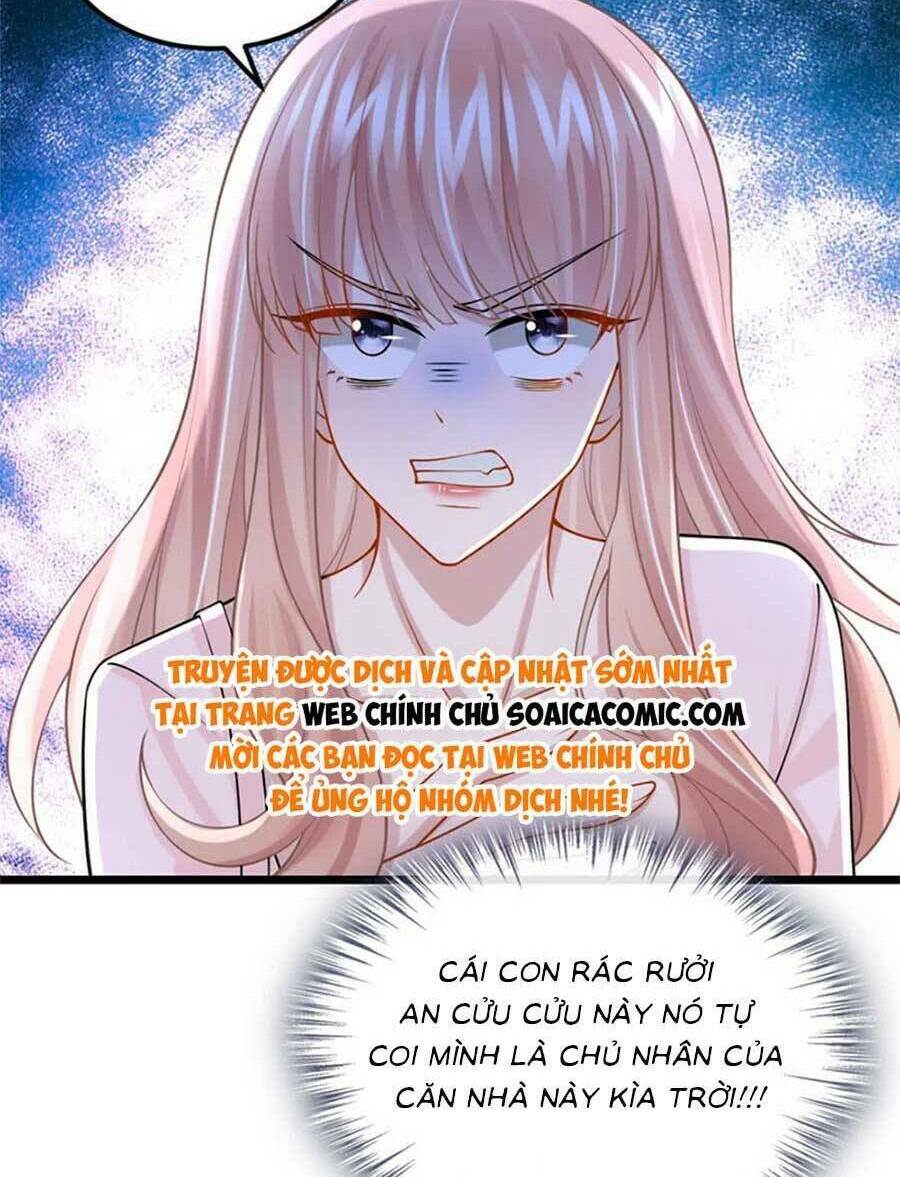 TRUYỆN ĐƯỢC DỊCH VÀ CẬP NHẬT SỚM NHẤT
TẠI TRANG WEB CHÍNH CHỦ SOAICACOMIC.COM
MỜI CÁC BẠN ĐỌC TẠI WEB CHÍNH CHỦ
ĐỂ ỦNG HỘ NHÓM DỊCH NHÉ!
CÁI CON RÁC RƯỞI
AN CỬU CỬU NÀY NÓ TỰ
COI MÌNH LÀ CHỦ NHÂN CỦA
CĂN NHÀ NÀY KÌA TRỜI!!!